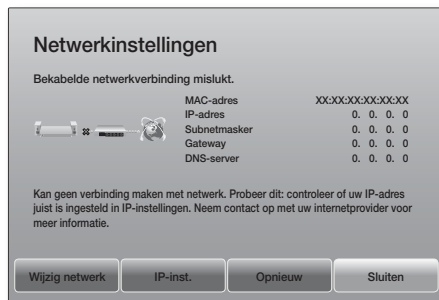 Netwerkinstellingen
Bekabelde netwerkverbinding mislukt.
MAC-adres XX:XX:XX:XX:XX:XX
IP-adres 0. 0. 0. 0
Subnetmasker 0. 0. 0. 0
Gateway 0. 0. 0. 0
DNS-server 0. 0. 0. 0
Kan geen verbinding maken met netwerk. Probeer dit: controleer of uw IP-adres
juist is ingesteld in IP-instellingen. Neem contact op met uw internetprovider voor
meer informatie.
Wijzig netwerk IP-inst. Opnieuw Sluiten